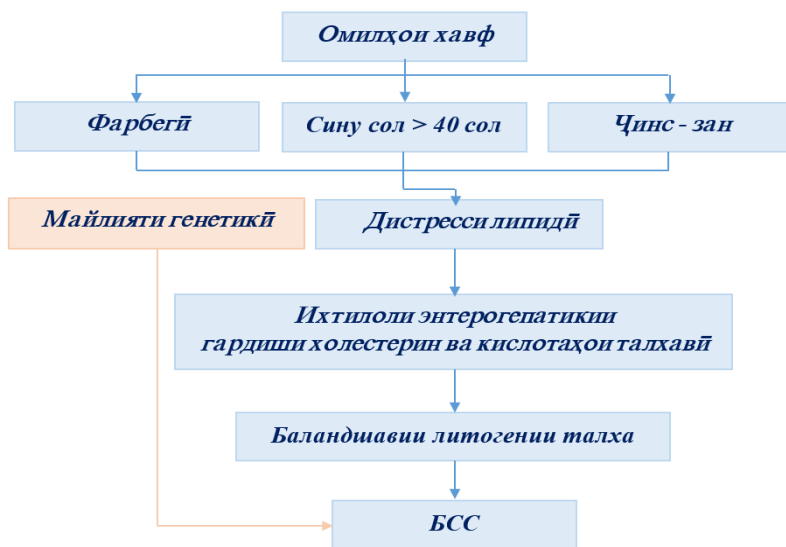 Омилҳои хавф
Фарбегӣ
Сину сол > 40 сол
Ҷинс - зан
Майлияти генетикӣ
Дистресси липидӣ
Ихтилоли энтерогепатикии
гардиши холестерин ва кислотаҳои талхавӣ
Баландшавии литогении талха
БСС